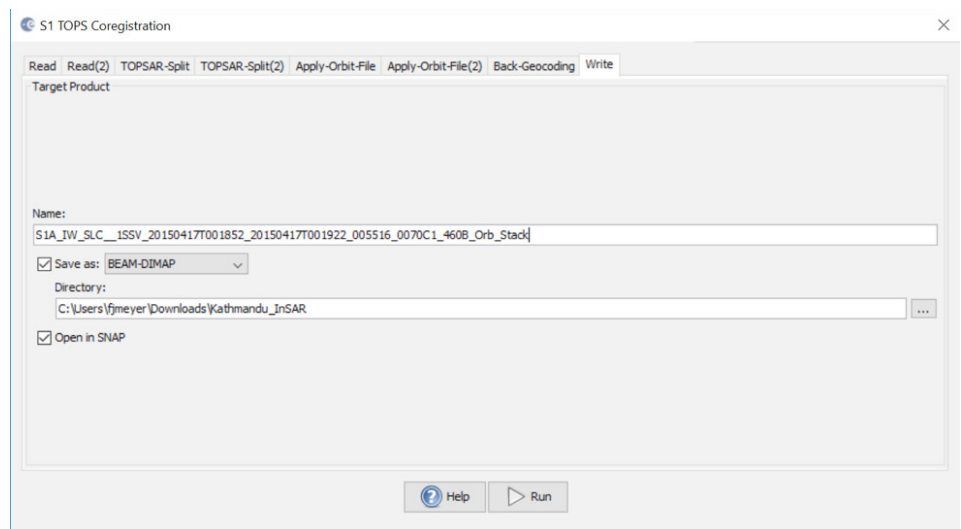 S1 TOPS Coregistration
Read Read(2) TOPSAR-Split TOPSAR-Split(2) Apply-Orbit-File Apply-Orbit-File(2) Back-Geocoding Write
Target Product
Name:
S1A_IW_SLC__1SSV_20150417T001852_20150417T001922_005516_0070C1_460B_Orb_Stack
Save as: BEAM-DIMAP
Directory:
C:\Users\fjmeyer\Downloads\Kathmandu_InSAR
...
Open in SNAP
Help Run